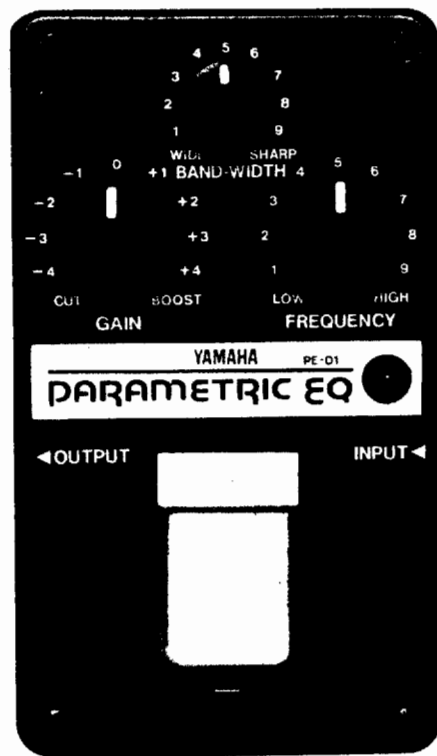 4 5 6
3 7
2 8
1 9
WIDE SHARP
BAND-WIDTH
-1 0 +1
-2 +2
-3 +3
-4 +4
CUT BOOST
GAIN
4 5 6
3 7
2 8
1 9
LOW HIGH
FREQUENCY
YAMAHA PE-01
PARAMETRIC EQ
◄OUTPUT INPUT◄